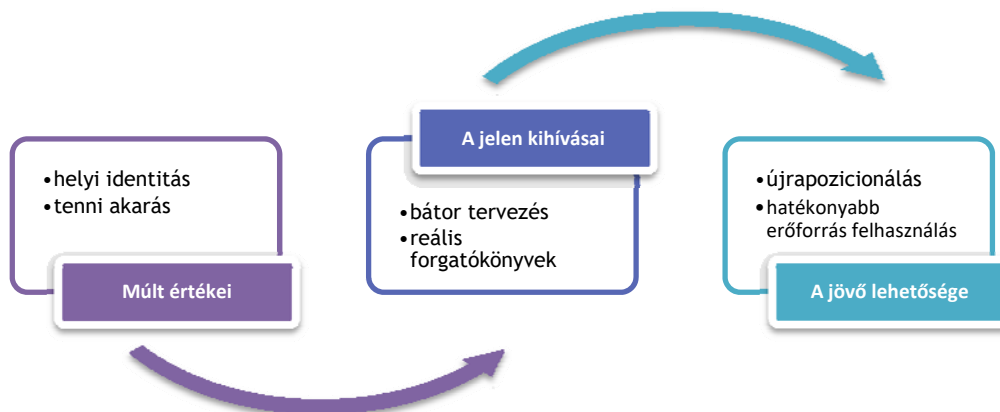 •helyi identitás
•tenni akarás
Múlt értékei
A jelen kihívásai
•bátor tervezés
•reális
forgatókönyvek
•újrapozicionálás
•hatékonyabb
erőforrás felhasználás
A jövő lehetősége